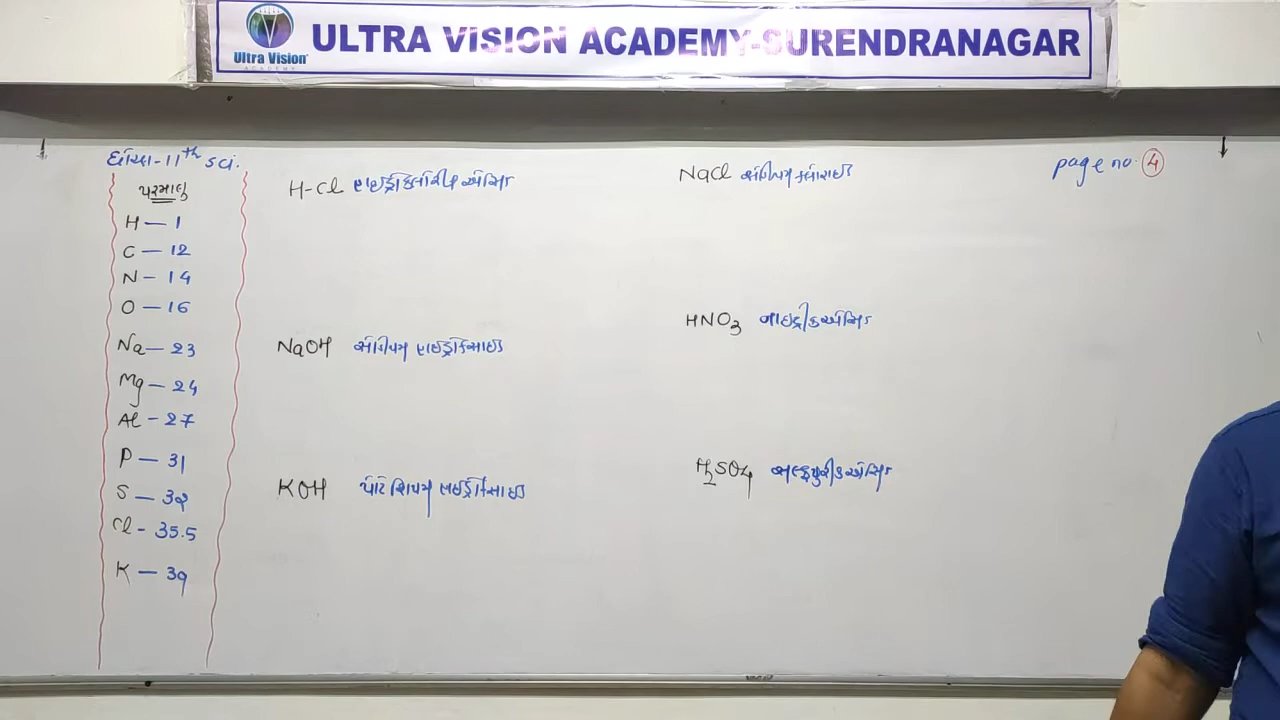 Ultra Vision
ACADEMY
ULTRA VISION ACADEMY-SURENDRANAGAR
ધોરણ-11th sci.
page no. 4
પરમાણુ
H — 1
C — 12
N — 14
O — 16
Na — 23
Mg — 24
Al - 27
P — 31
S — 32
Cl - 35.5
K — 39
H-Cl હાઇડ્રોક્લોરીક એસિડ
NaOH સોડિયમ હાઇડ્રોક્સાઇડ
KOH પોટેશિયમ હાઇડ્રોક્સાઇડ
NaCl સોડિયમ ક્લોરાઇડ
HNO3 નાઇટ્રીક એસિડ
H2SO4 સલ્ફ્યુરીક એસિડ